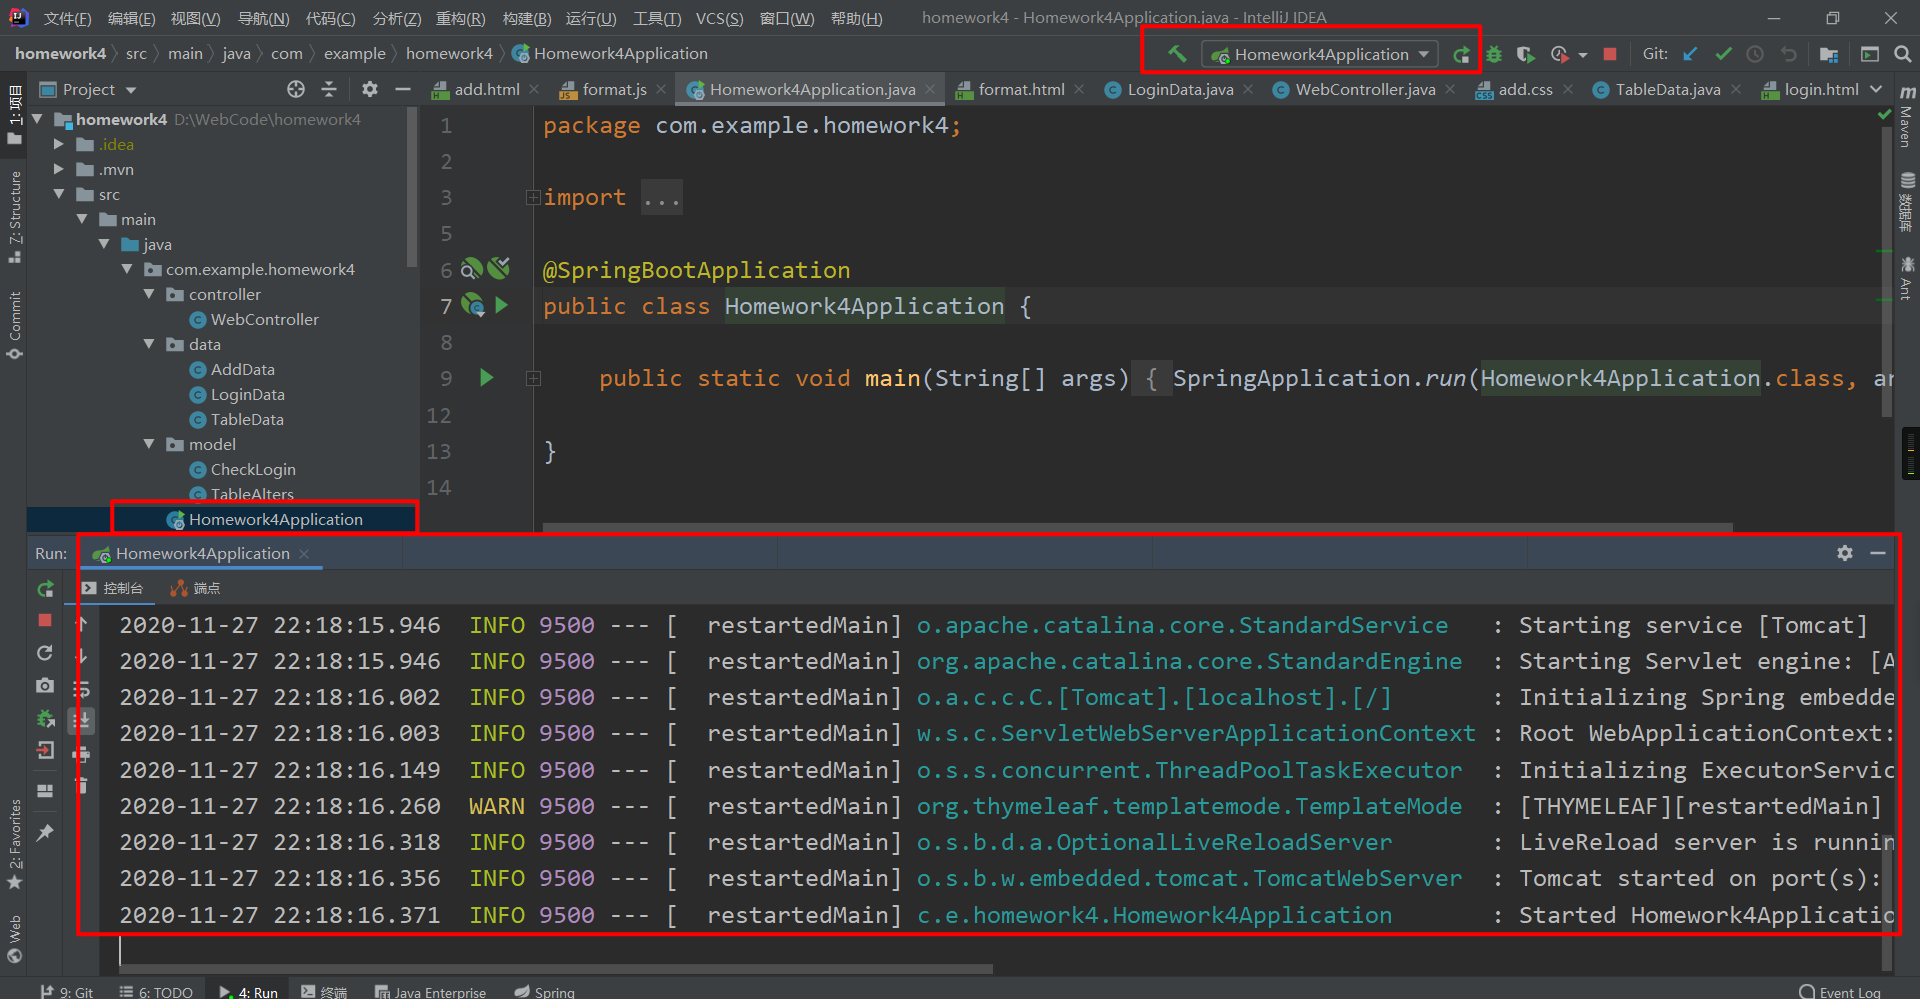 文件(F) 编辑(E) 视图(V) 导航(N) 代码(C) 分析(Z) 重构(R) 构建(B) 运行(U) 工具(T) VCS(S) 窗口(W) 帮助(H) homework4 - Homework4Application.java - IntelliJ IDEA
homework4 src main java com example homework4 Homework4Application Homework4Application Git:
Project add.html format.js Homework4Application.java format.html LoginData.java WebController.java add.css TableData.java login.html
1: 项目
Z: Structure
Commit
2: Favorites
Web
homework4 D:\WebCode\homework4
.idea
.mvn
src
main
java
com.example.homework4
controller
WebController
data
AddData
LoginData
TableData
model
CheckLogin
TableAlters
Homework4Application
1 package com.example.homework4;
2
3 import ...
5
6 @SpringBootApplication
7 public class Homework4Application {
8
9 public static void main(String[] args) { SpringApplication.run(Homework4Application.class, ar
12
13 }
14
Maven
数据库
Ant
Run: Homework4Application
控制台 端点
2020-11-27 22:18:15.946 INFO 9500 --- [ restartedMain] o.apache.catalina.core.StandardService : Starting service [Tomcat]
2020-11-27 22:18:15.946 INFO 9500 --- [ restartedMain] org.apache.catalina.core.StandardEngine : Starting Servlet engine: [A
2020-11-27 22:18:16.002 INFO 9500 --- [ restartedMain] o.a.c.c.C.[Tomcat].[localhost].[/] : Initializing Spring embedde
2020-11-27 22:18:16.003 INFO 9500 --- [ restartedMain] w.s.c.ServletWebServerApplicationContext : Root WebApplicationContext:
2020-11-27 22:18:16.149 INFO 9500 --- [ restartedMain] o.s.s.concurrent.ThreadPoolTaskExecutor : Initializing ExecutorServic
2020-11-27 22:18:16.260 WARN 9500 --- [ restartedMain] org.thymeleaf.templatemode.TemplateMode : [THYMELEAF][restartedMain]
2020-11-27 22:18:16.318 INFO 9500 --- [ restartedMain] o.s.b.d.a.OptionalLiveReloadServer : LiveReload server is runnin
2020-11-27 22:18:16.356 INFO 9500 --- [ restartedMain] o.s.b.w.embedded.tomcat.TomcatWebServer : Tomcat started on port(s):
2020-11-27 22:18:16.371 INFO 9500 --- [ restartedMain] c.e.homework4.Homework4Application : Started Homework4Applicatio
9: Git 6: TODO 4: Run 终端 Java Enterprise Spring Event Log